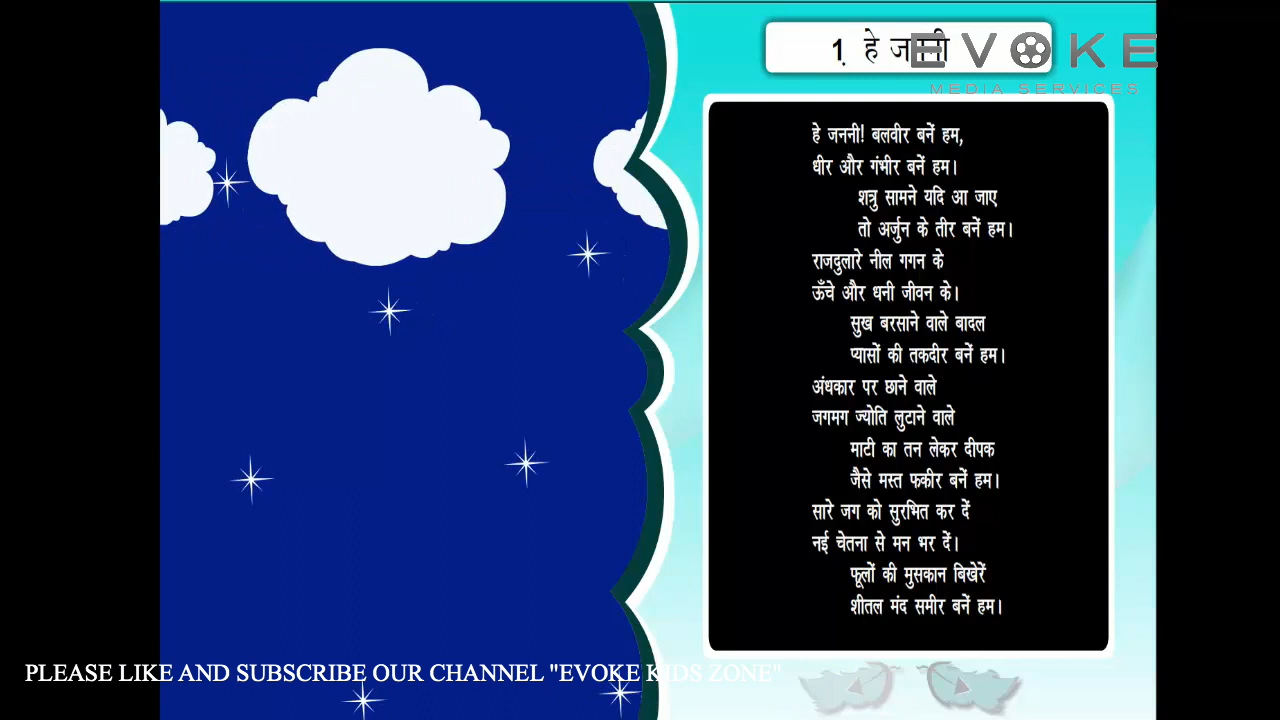 1. हे जननी
EVOKE
MEDIA SERVICES
हे जननी! बलवीर बनें हम,
धीर और गंभीर बनें हम।
शत्रु सामने यदि आ जाए
तो अर्जुन के तीर बनें हम।
राजदुलारे नील गगन के
ऊँचे और धनी जीवन के।
सुख बरसाने वाले बादल
प्यासों की तकदीर बनें हम।
अंधकार पर छाने वाले
जगमग ज्योति लुटाने वाले
माटी का तन लेकर दीपक
जैसे मस्त फकीर बनें हम।
सारे जग को सुरभित कर दें
नई चेतना से मन भर दें।
फूलों की मुसकान बिखेरें
शीतल मंद समीर बनें हम।
PLEASE LIKE AND SUBSCRIBE OUR CHANNEL "EVOKE KIDS ZONE"